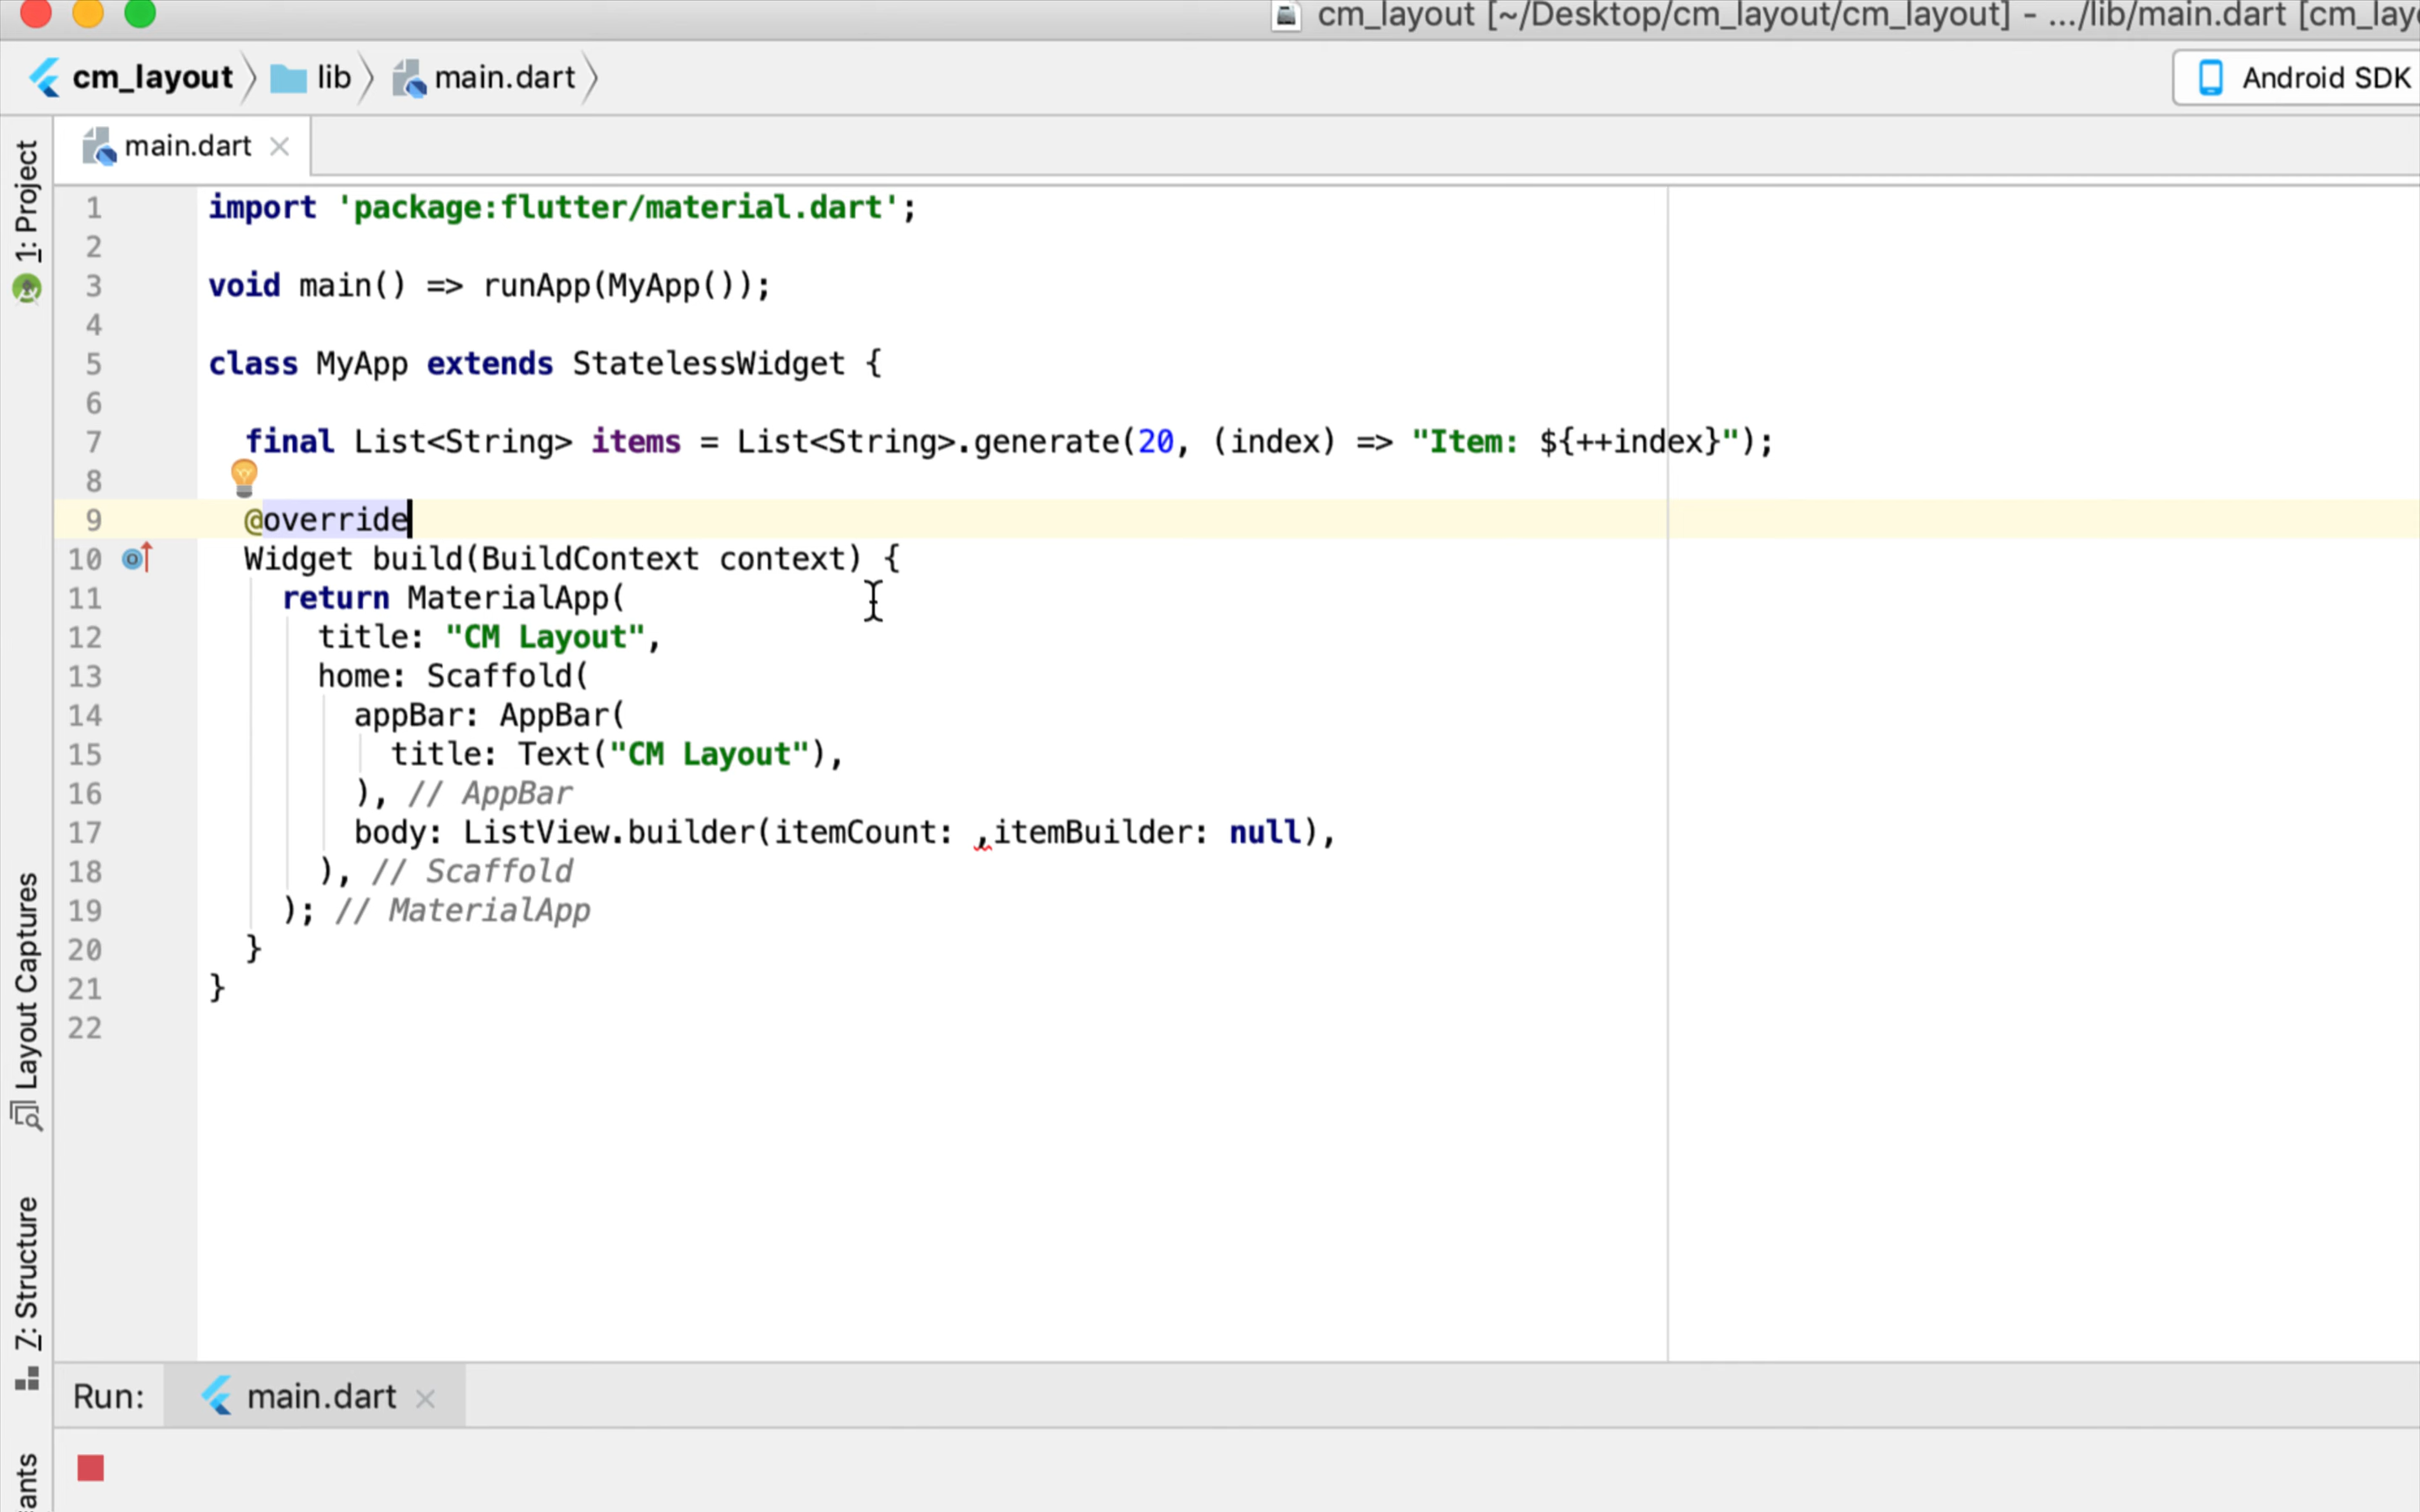 cm_layout [~/Desktop/cm_layout/cm_layout] - .../lib/main.dart [cm_lay
cm_layout lib main.dart
Android SDK
main.dart
1: Project
1 import 'package:flutter/material.dart';
2
3 void main() => runApp(MyApp());
4
5 class MyApp extends StatelessWidget {
6
7 final List<String> items = List<String>.generate(20, (index) => "Item: ${++index}");
8
9 @override
10 Widget build(BuildContext context) {
11 return MaterialApp(
12 title: "CM Layout",
13 home: Scaffold(
14 appBar: AppBar(
15 title: Text("CM Layout"),
16 ), // AppBar
17 body: ListView.builder(itemCount: ,itemBuilder: null),
18 ), // Scaffold
19 ); // MaterialApp
20 }
21 }
22
Layout Captures
7: Structure
Run: main.dart
ants